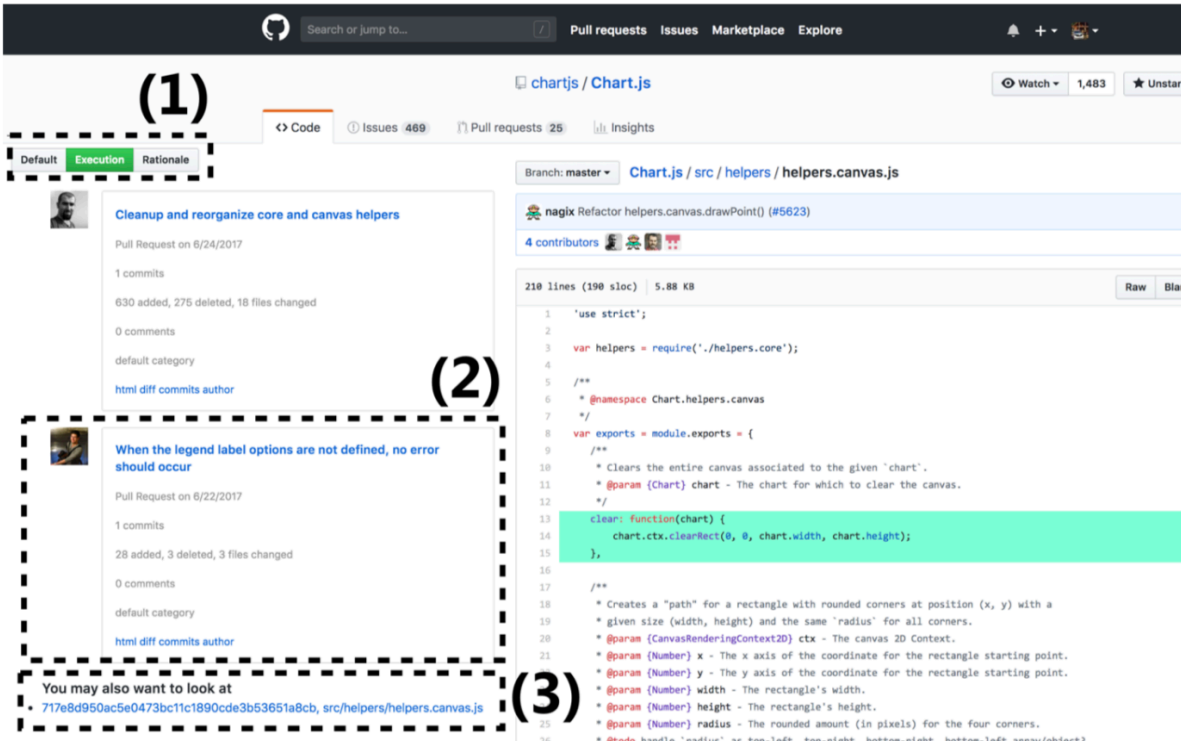 Search or jump to...
/
Pull requests Issues Marketplace Explore
chartjs / Chart.js
Watch 1,483
(1)
Code
Issues 469
Pull requests 25
Insights
Default Execution Rationale
Cleanup and reorganize core and canvas helpers
Pull Request on 6/24/2017
1 commits
630 added, 275 deleted, 18 files changed
0 comments
default category
html diff commits author
(2)
When the legend label options are not defined, no error
should occur
Pull Request on 6/22/2017
1 commits
28 added, 3 deleted, 3 files changed
0 comments
default category
html diff commits author
You may also want to look at
• 717e8d950ac5e0473bc11c1890cde3b53651a8cb, src/helpers/helpers.canvas.js
(3)
Branch: master
Chart.js / src / helpers / helpers.canvas.js
nagix Refactor helpers.canvas.drawPoint() (#5623)
4 contributors
210 lines (190 sloc) 5.88 KB
Raw
1 'use strict';
2
3 var helpers = require('./helpers.core');
4
5 /**
6 * @namespace Chart.helpers.canvas
7 */
8 var exports = module.exports = {
9 /**
10 * Clears the entire canvas associated to the given `chart`.
11 * @param {Chart} chart - The chart for which to clear the canvas.
12 */
13 clear: function(chart) {
14 chart.ctx.clearRect(0, 0, chart.width, chart.height);
15 },
16
17 /**
18 * Creates a "path" for a rectangle with rounded corners at position (x, y) with a
19 * given size (width, height) and the same `radius` for all corners.
20 * @param {CanvasRenderingContext2D} ctx - The canvas 2D Context.
21 * @param {Number} x - The x axis of the coordinate for the rectangle starting point.
* @param {Number} y - The y axis of the coordinate for the rectangle starting point.
* @param {Number} width - The rectangle's width.
* @param {Number} height - The rectangle's height.
25 * @param {Number} radius - The rounded amount (in pixels) for the four corners.